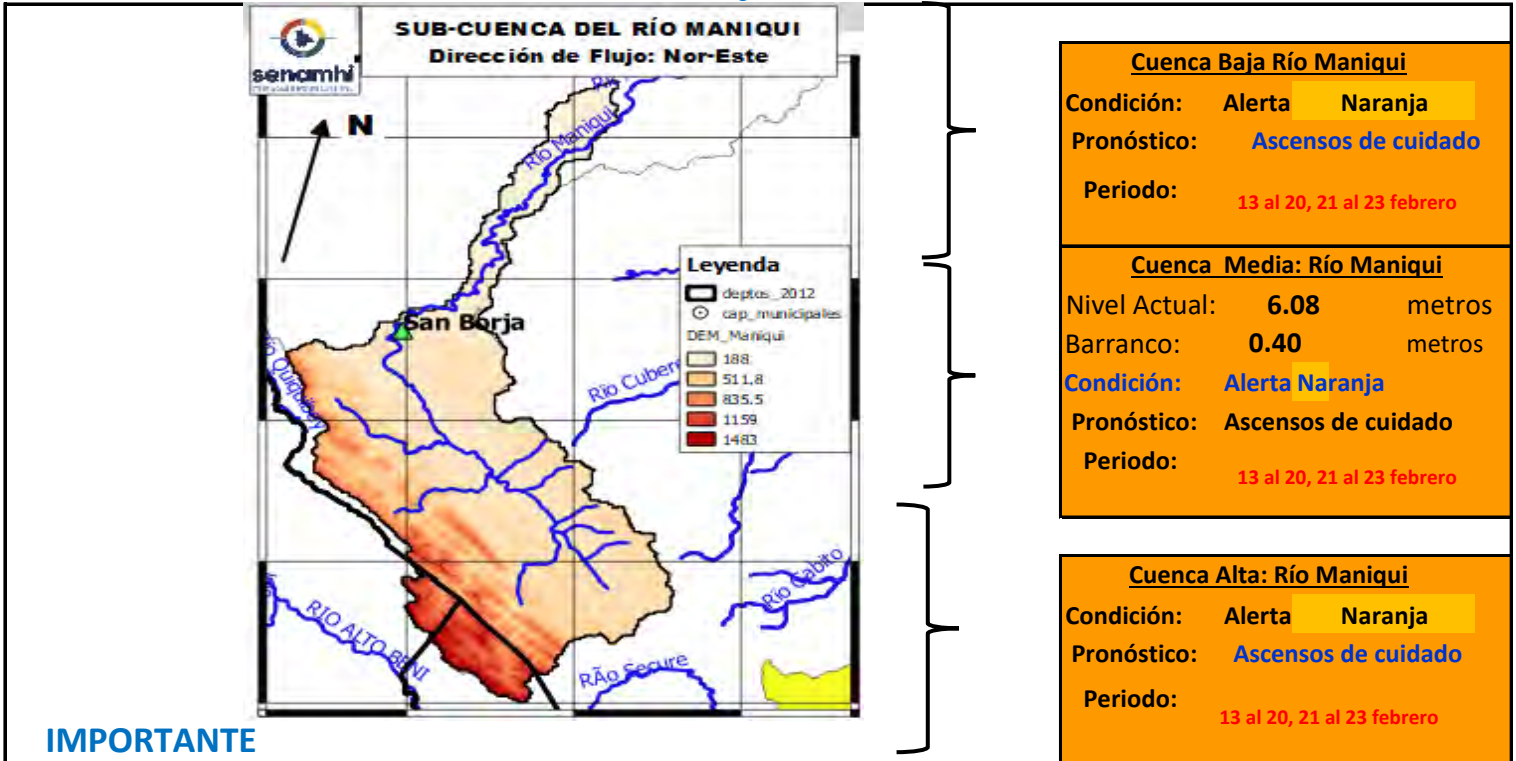 SUB-CUENCA DEL RÍO MANIQUI
Dirección de Flujo: Nor-Este
senamhi
N
Río Maniqui
San Borja
Río Cubere
RIO ALTO BENI
RÃo Secure
Leyenda
deptos_2012
cap_municipales
DEM_Maniqui
188
511,8
835.5
1159
1483
Cuenca Baja Río Maniqui
Condición: Alerta Naranja
Pronóstico: Ascensos de cuidado
Periodo: 13 al 20, 21 al 23 febrero
Cuenca Media: Río Maniqui
Nivel Actual: 6.08 metros
Barranco: 0.40 metros
Condición: Alerta Naranja
Pronóstico: Ascensos de cuidado
Periodo: 13 al 20, 21 al 23 febrero
Cuenca Alta: Río Maniqui
Condición: Alerta Naranja
Pronóstico: Ascensos de cuidado
Periodo: 13 al 20, 21 al 23 febrero
IMPORTANTE